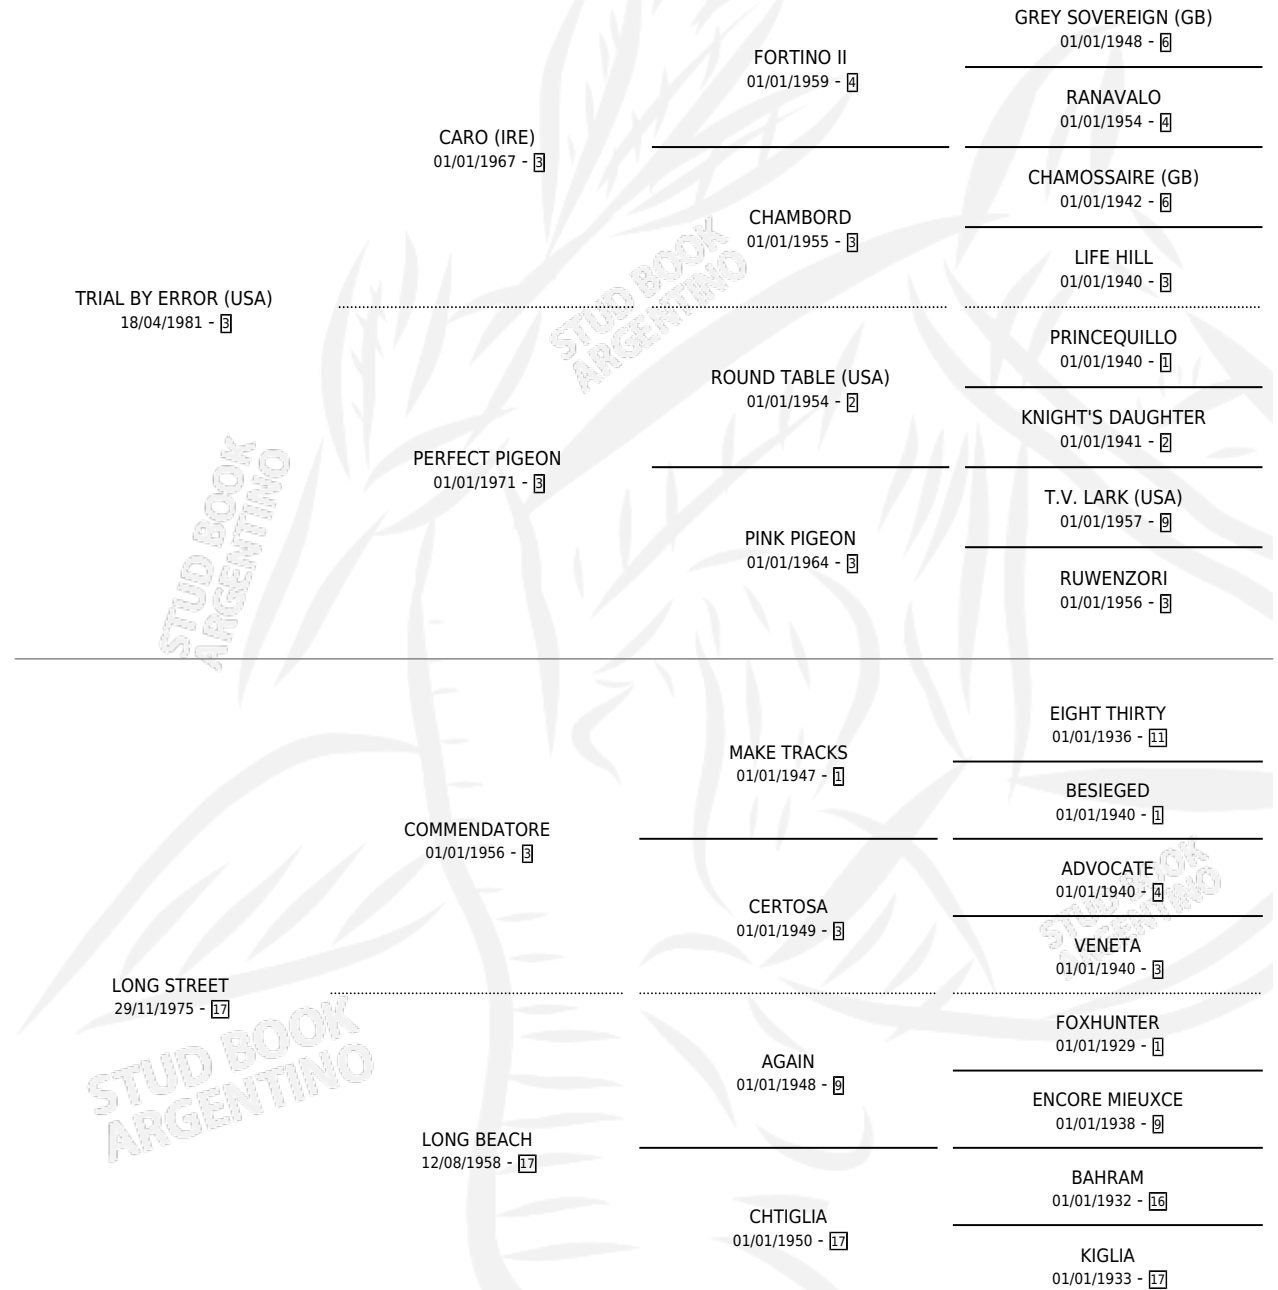 GREY SOVEREIGN (GB)
01/01/1948 - 6
FORTINO II
01/01/1959 - 4
RANAVALO
01/01/1954 - 4
CARO (IRE)
01/01/1967 - 3
CHAMOSSAIRE (GB)
01/01/1942 - 6
CHAMBORD
01/01/1955 - 3
LIFE HILL
01/01/1940 - 3
TRIAL BY ERROR (USA)
18/04/1981 - 3
PRINCEQUILLO
01/01/1940 - 1
ROUND TABLE (USA)
01/01/1954 - 2
KNIGHT'S DAUGHTER
01/01/1941 - 2
PERFECT PIGEON
01/01/1971 - 3
T.V. LARK (USA)
01/01/1957 - 9
PINK PIGEON
01/01/1964 - 3
RUWENZORI
01/01/1956 - 3
EIGHT THIRTY
01/01/1936 - 11
MAKE TRACKS
01/01/1947 - 1
BESIEGED
01/01/1940 - 1
COMMENDATORE
01/01/1956 - 3
ADVOCATE
01/01/1940 - 4
CERTOSA
01/01/1949 - 3
VENETA
01/01/1940 - 3
LONG STREET
29/11/1975 - 17
FOXHUNTER
01/01/1929 - 1
AGAIN
01/01/1948 - 9
ENCORE MIEUXCE
01/01/1938 - 9
LONG BEACH
12/08/1958 - 17
BAHRAM
01/01/1932 - 16
CHTIGLIA
01/01/1950 - 17
KIGLIA
01/01/1933 - 17
STUD BOOK
ARGENTINO
STUD BOOK
ARGENTINO
STUD BOOK
ARGENTINO
STUD BOOK
ARGENTINO